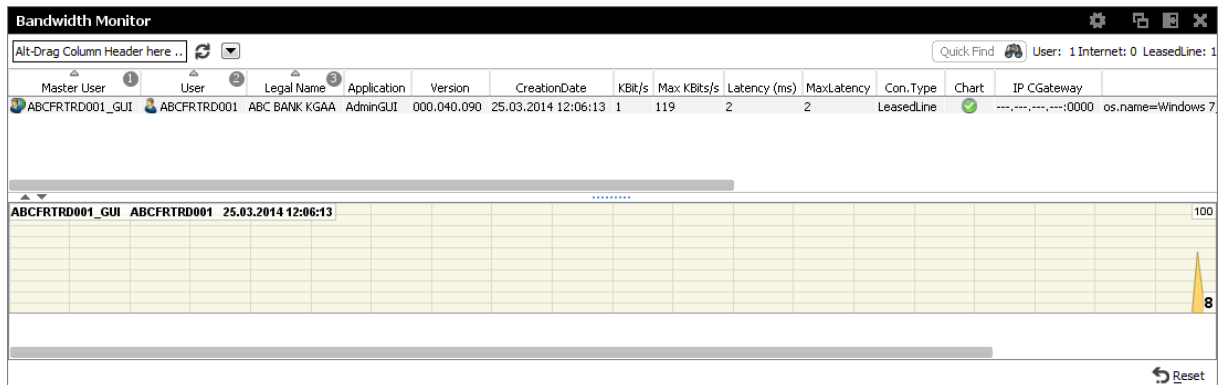 Bandwidth Monitor
Alt-Drag Column Header here .. Quick Find User: 1 Internet: 0 LeasedLine: 1
Master User 1 User 2 Legal Name 3 Application Version CreationDate KBit/s Max KBits/s Latency (ms) MaxLatency Con.Type Chart IP CGateway
ABCFRTRD001_GUI ABCFRTRD001 ABC BANK KGAA AdminGUI 000.040.090 25.03.2014 12:06:13 1 119 2 2 LeasedLine ---.---.---.---:0000 os.name=Windows 7
ABCFRTRD001_GUI ABCFRTRD001 25.03.2014 12:06:13 100
8
Reset